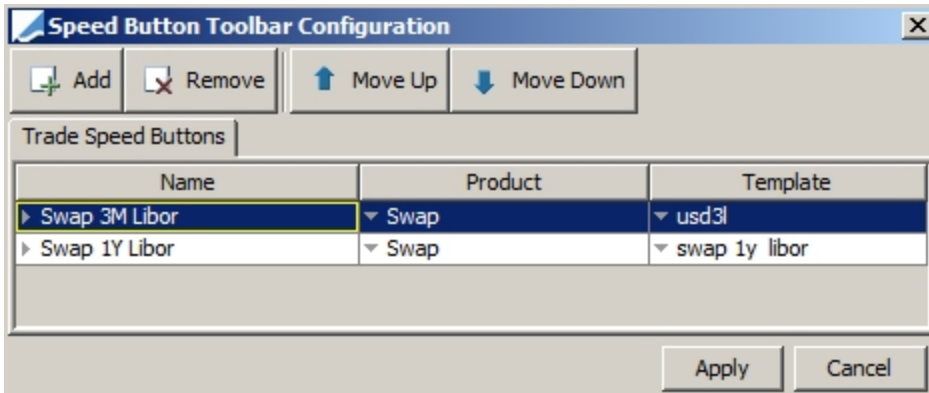 Speed Button Toolbar Configuration
Add Remove Move Up Move Down
Trade Speed Buttons
Name Product Template
Swap 3M Libor Swap usd3l
Swap 1Y Libor Swap swap 1y libor
Apply Cancel